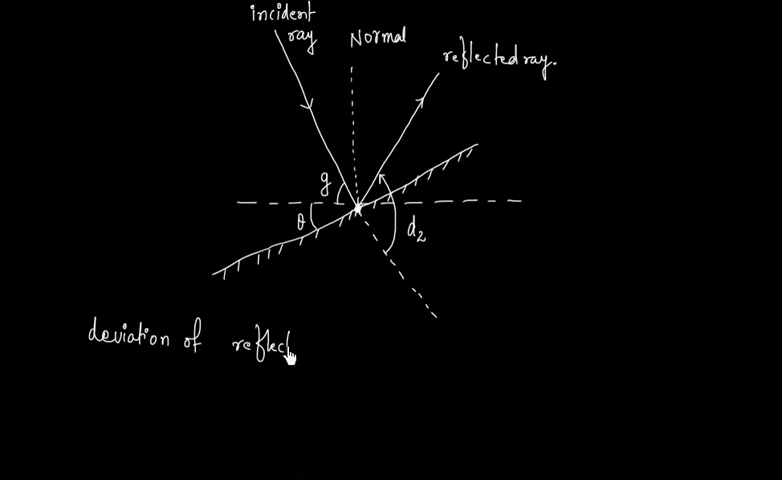 incident
ray
Normal
reflected ray.
g
θ
d2
deviation of reflec